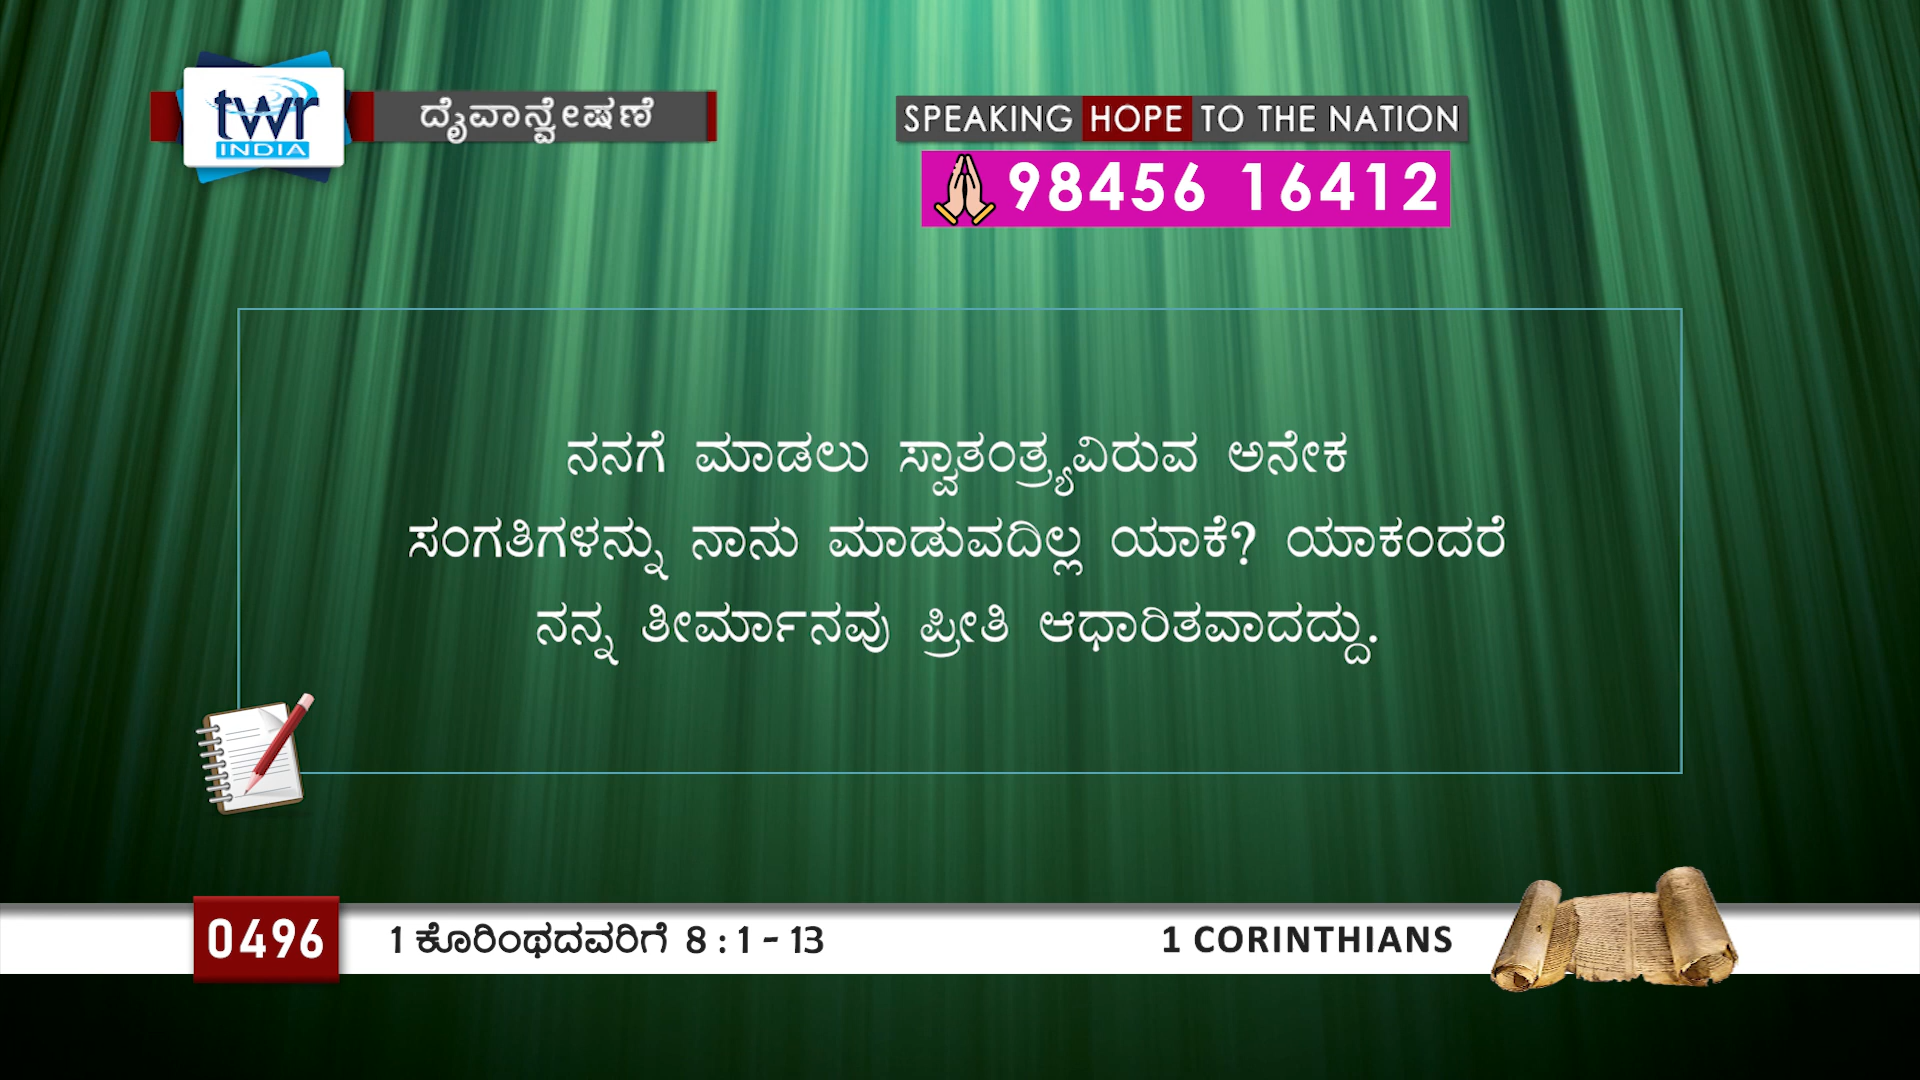 twr
INDIA
ದೈವಾನ್ವೇಷಣೆ
SPEAKING HOPE TO THE NATION
98456 16412
ನನಗೆ ಮಾಡಲು ಸ್ವಾತಂತ್ರ್ಯವಿರುವ ಅನೇಕ
ಸಂಗತಿಗಳನ್ನು ನಾನು ಮಾಡುವದಿಲ್ಲ ಯಾಕೆ? ಯಾಕಂದರೆ
ನನ್ನ ತೀರ್ಮಾನವು ಪ್ರೀತಿ ಆಧಾರಿತವಾದದ್ದು.
0496
1 ಕೊರಿಂಥದವರಿಗೆ 8 : 1 - 13
1 CORINTHIANS